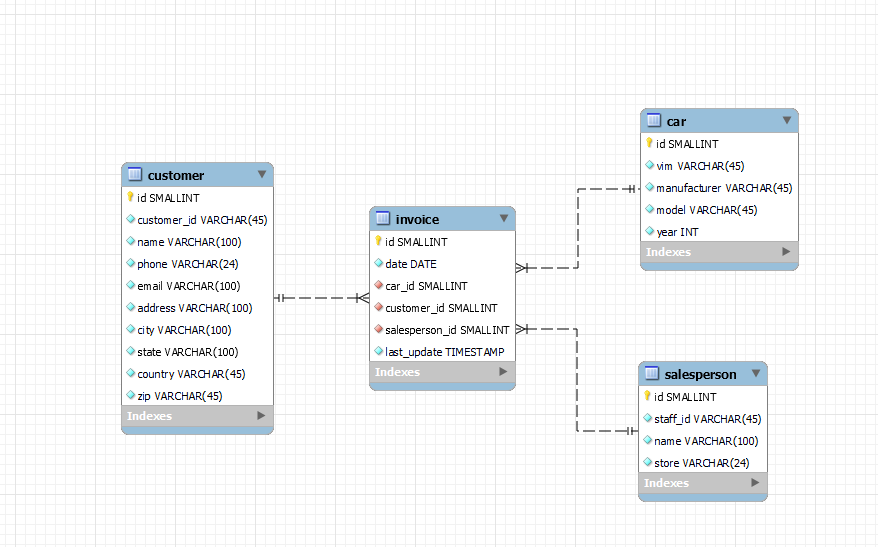 customer
id SMALLINT
customer_id VARCHAR(45)
name VARCHAR(100)
phone VARCHAR(24)
email VARCHAR(100)
address VARCHAR(100)
city VARCHAR(100)
state VARCHAR(100)
country VARCHAR(45)
zip VARCHAR(45)
Indexes
invoice
id SMALLINT
date DATE
car_id SMALLINT
customer_id SMALLINT
salesperson_id SMALLINT
last_update TIMESTAMP
Indexes
car
id SMALLINT
vim VARCHAR(45)
manufacturer VARCHAR(45)
model VARCHAR(45)
year INT
Indexes
salesperson
id SMALLINT
staff_id VARCHAR(45)
name VARCHAR(100)
store VARCHAR(24)
Indexes